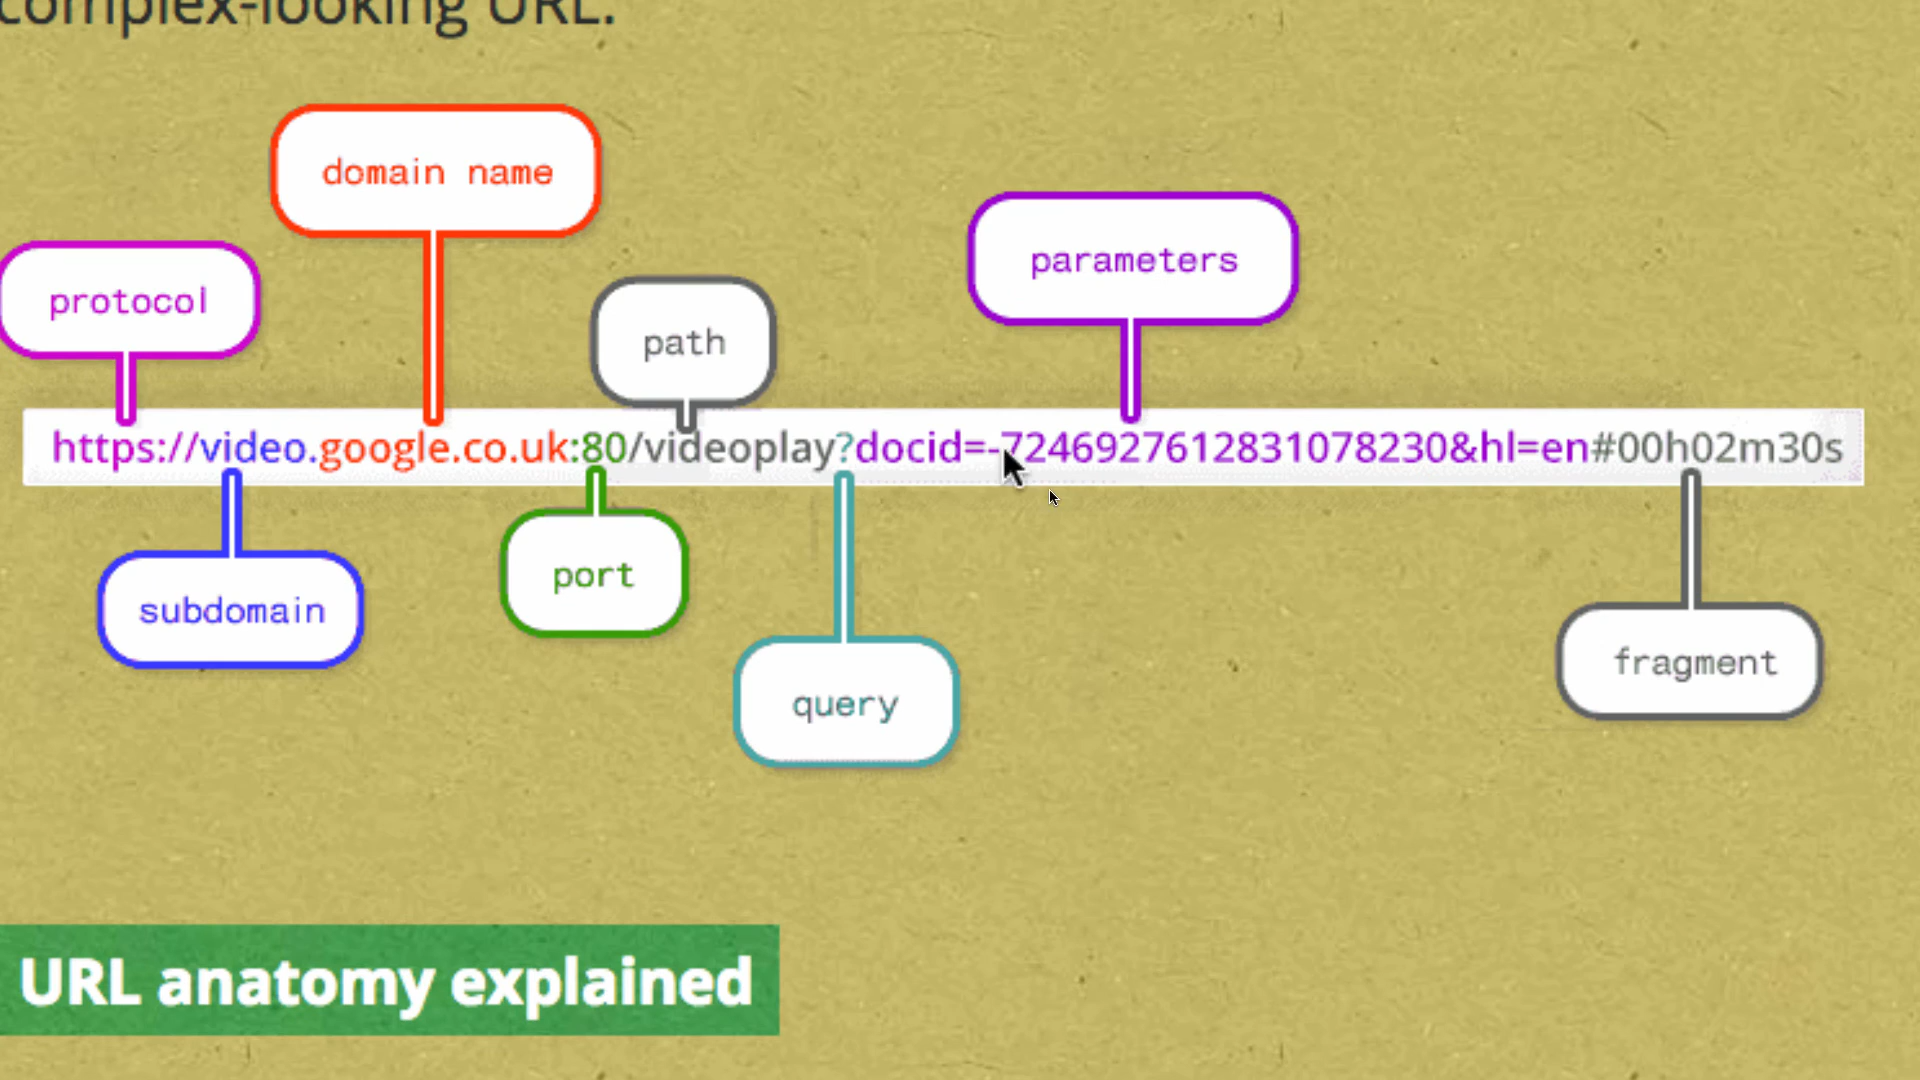 complex-looking URL.
domain name
parameters
protocol
path
https://video.google.co.uk:80/videoplay?docid=-7246927612831078230&hl=en#00h02m30s
subdomain
port
query
fragment
URL anatomy explained